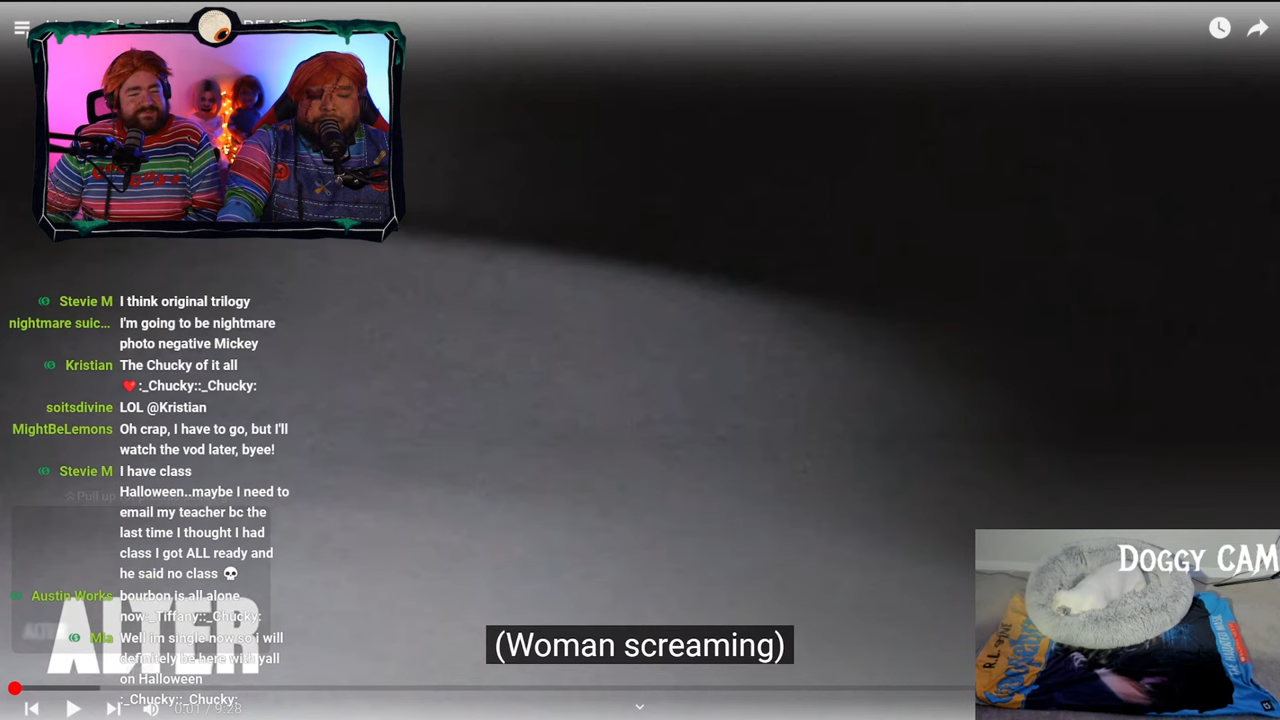 Stevie M I think original trilogy
nightmare suic... I'm going to be nightmare
photo negative Mickey
Kristian The Chucky of it all
❤️:_Chucky::_Chucky:
soitsdivine LOL @Kristian
MightBeLemons Oh crap, I have to go, but I'll
watch the vod later, byee!
Stevie M I have class
Halloween..maybe I need to
email my teacher bc the
last time I thought I had
class I got ALL ready and
he said no class 💀
Austin Works bourbon is all alone
now:_Tiffany::_Chucky:
Mia Well im single now so i will
definitely be here with yall
on Halloween
:_Chucky::_Chucky:
ALTER
(Woman screaming)
0:01 / 9:28
DOGGY CAM
R.L. STINE